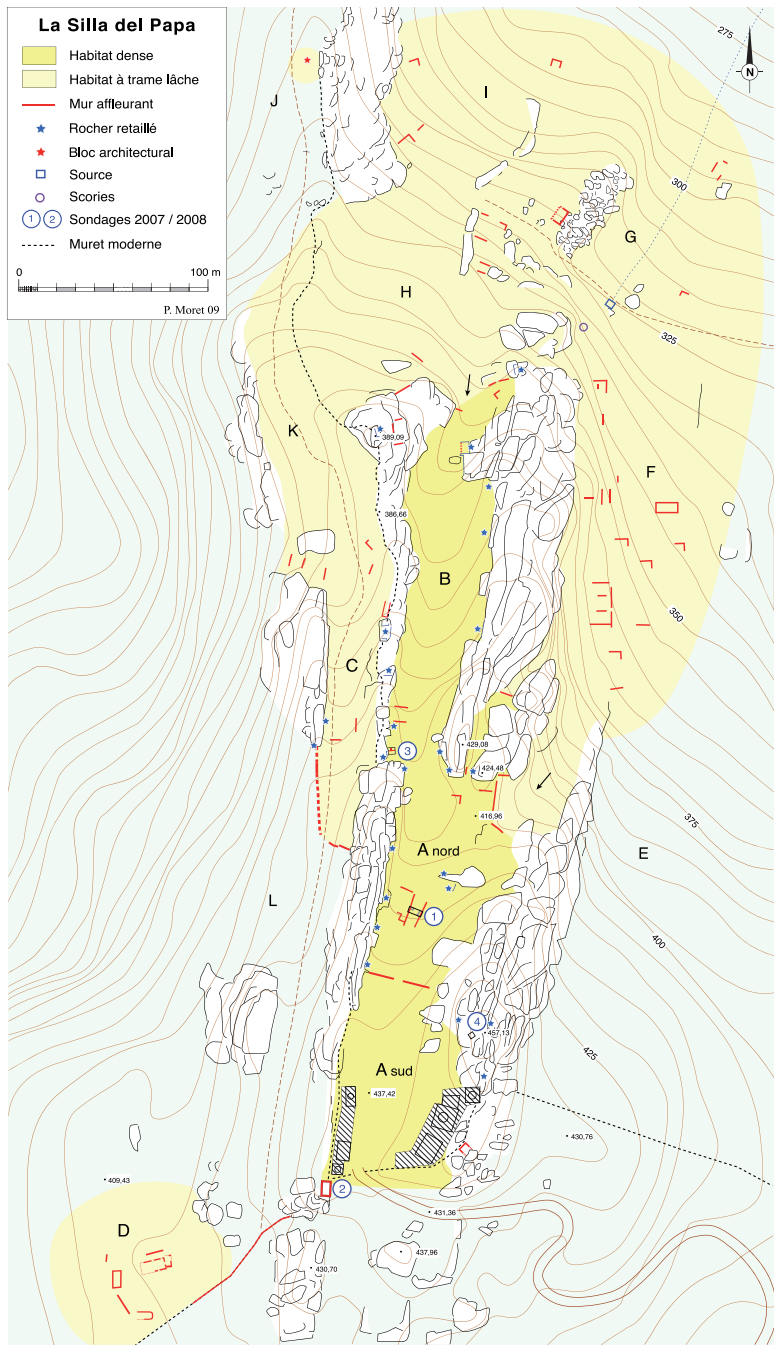 La Silla del Papa
Habitat dense
Habitat à trame lâche
Mur affleurant
Rocher retaillé
Bloc architectural
Source
Scories
1 2 Sondages 2007 / 2008
Muret moderne
0 100 m
P. Moret 09
N
275
I
J
300
G
H
325
K
389,09
F
386,66
B
350
C
429,08
3
424,48
416,96
375
A nord
E
L
1
400
4
457,13
425
A sud
437,42
430,76
409,43
2
D
431,36
437,96
430,70